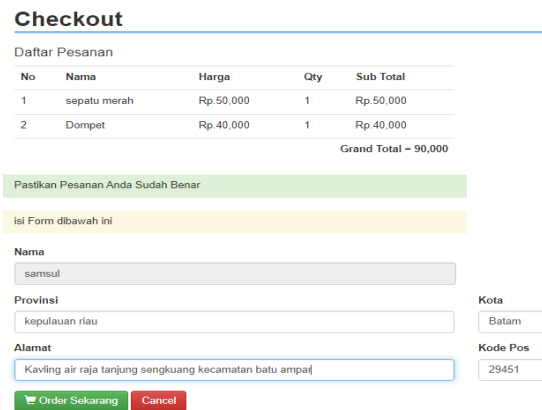 Checkout
Daftar Pesanan
No Nama Harga Qty Sub Total
1 sepatu merah Rp.50,000 1 Rp.50,000
2 Dompet Rp.40,000 1 Rp.40,000
Grand Total = 90,000
Pastikan Pesanan Anda Sudah Benar
isi Form dibawah ini
Nama
samsul
Provinsi Kota
kepulauan riau Batam
Alamat Kode Pos
Kavling air raja tanjung sengkuang kecamatan batu ampar 29451
Order Sekarang Cancel